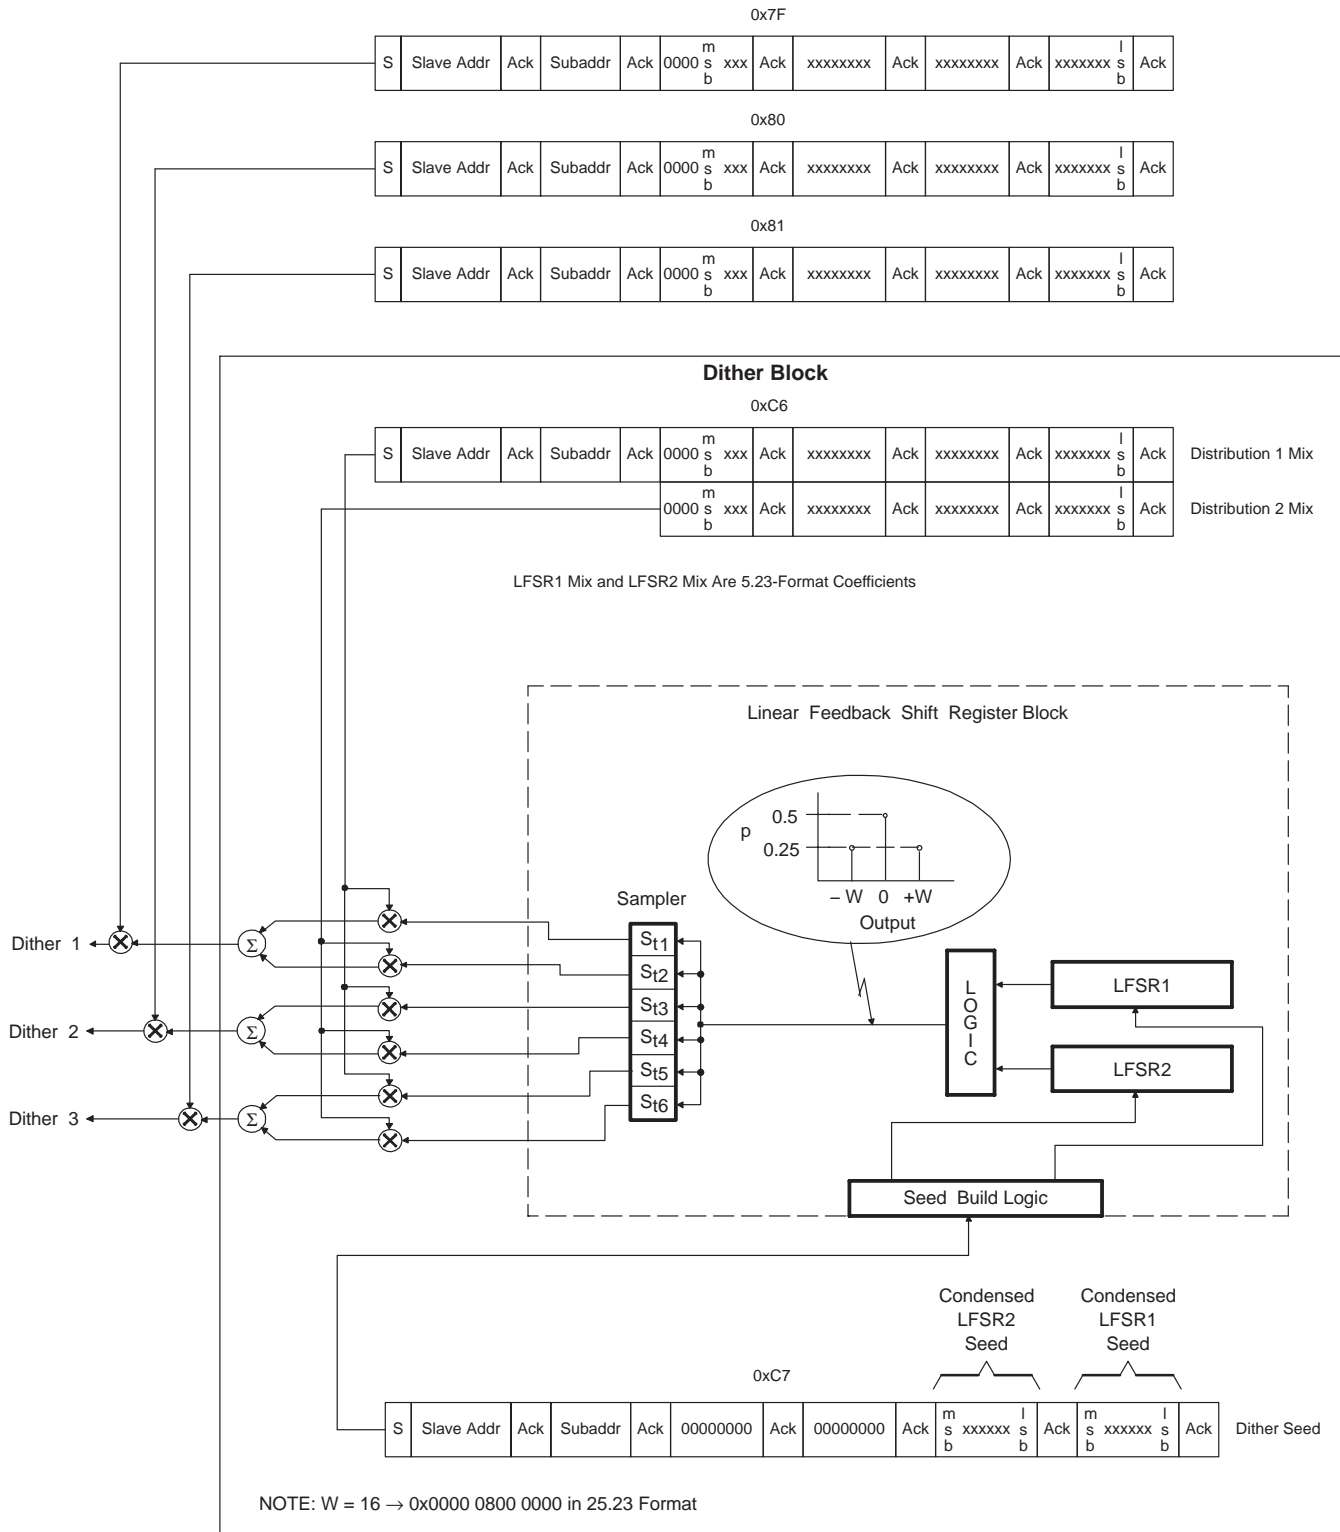 0x7F
S Slave Addr Ack Subaddr Ack 0000 msb xxx Ack xxxxxxxx Ack xxxxxxxx Ack xxxxxxx lsb Ack
0x80
S Slave Addr Ack Subaddr Ack 0000 msb xxx Ack xxxxxxxx Ack xxxxxxxx Ack xxxxxxx lsb Ack
0x81
S Slave Addr Ack Subaddr Ack 0000 msb xxx Ack xxxxxxxx Ack xxxxxxxx Ack xxxxxxx lsb Ack
Dither Block
0xC6
S Slave Addr Ack Subaddr Ack 0000 msb xxx Ack xxxxxxxx Ack xxxxxxxx Ack xxxxxxx lsb Ack Distribution 1 Mix
0000 msb xxx Ack xxxxxxxx Ack xxxxxxxx Ack xxxxxxx lsb Ack Distribution 2 Mix
LFSR1 Mix and LFSR2 Mix Are 5.23-Format Coefficients
Linear Feedback Shift Register Block
0.5
p
0.25
– W 0 +W
Output
Sampler
Dither 1
Σ
St1
St2
St3
St4
St5
St6
Dither 2
Σ
Dither 3
Σ
LOGIC
LFSR1
LFSR2
Seed Build Logic
Condensed LFSR2 Seed
Condensed LFSR1 Seed
0xC7
S Slave Addr Ack Subaddr Ack 00000000 Ack 00000000 Ack msb xxxxxx lsb Ack msb xxxxxx lsb Ack Dither Seed
NOTE: W = 16 → 0x0000 0800 0000 in 25.23 Format